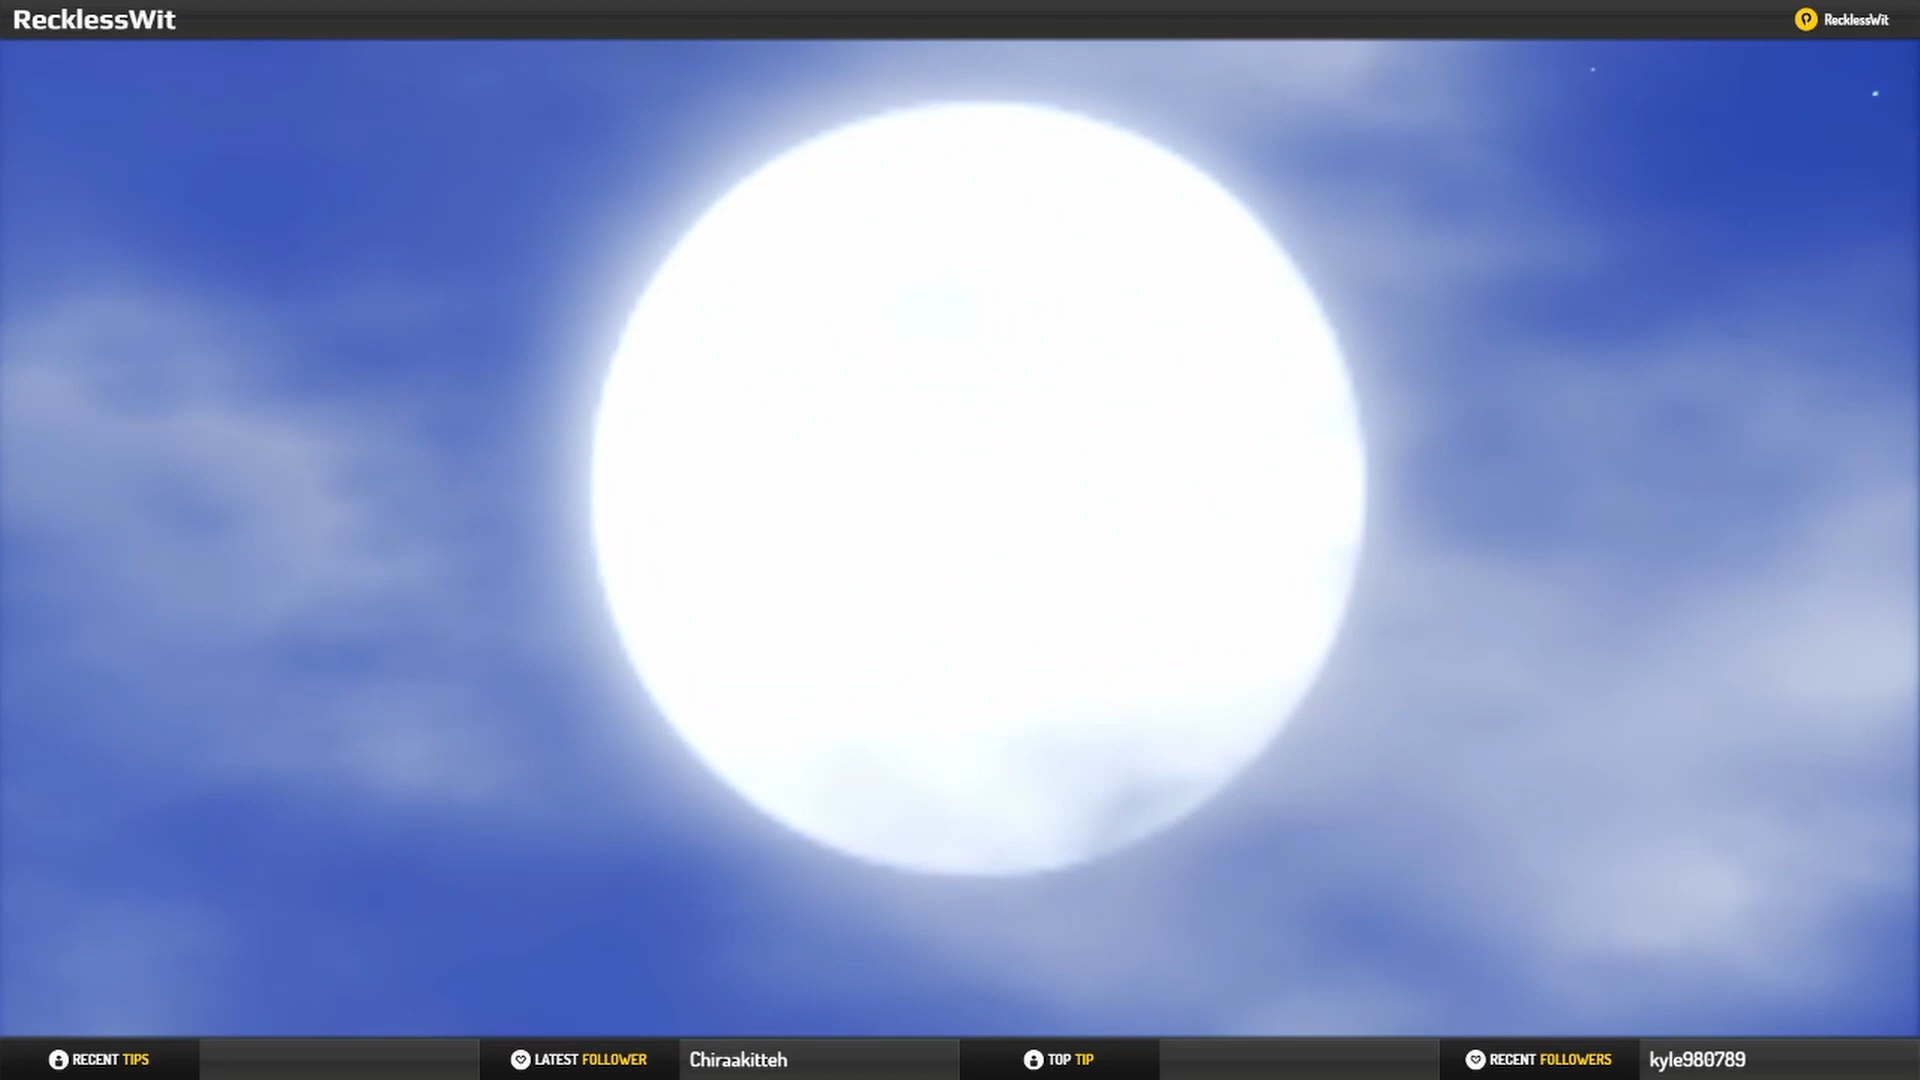 RecklessWit
RecklessWit
RECENT TIPS
LATEST FOLLOWER
Chiraakitteh
TOP TIP
RECENT FOLLOWERS
kyle980789